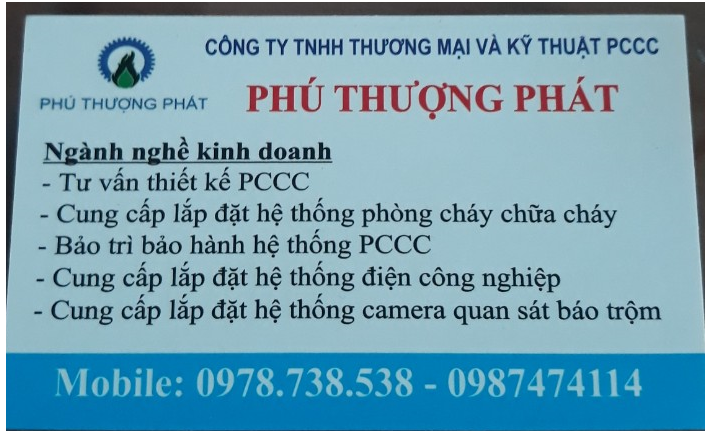 CÔNG TY TNHH THƯƠNG MẠI VÀ KỸ THUẬT PCCC
PHÚ THƯỢNG PHÁT
PHÚ THƯỢNG PHÁT
Ngành nghề kinh doanh
- Tư vấn thiết kế PCCC
- Cung cấp lắp đặt hệ thống phòng cháy chữa cháy
- Bảo trì bảo hành hệ thống PCCC
- Cung cấp lắp đặt hệ thống điện công nghiệp
- Cung cấp lắp đặt hệ thống camera quan sát báo trộm
Mobile: 0978.738.538 - 0987474114